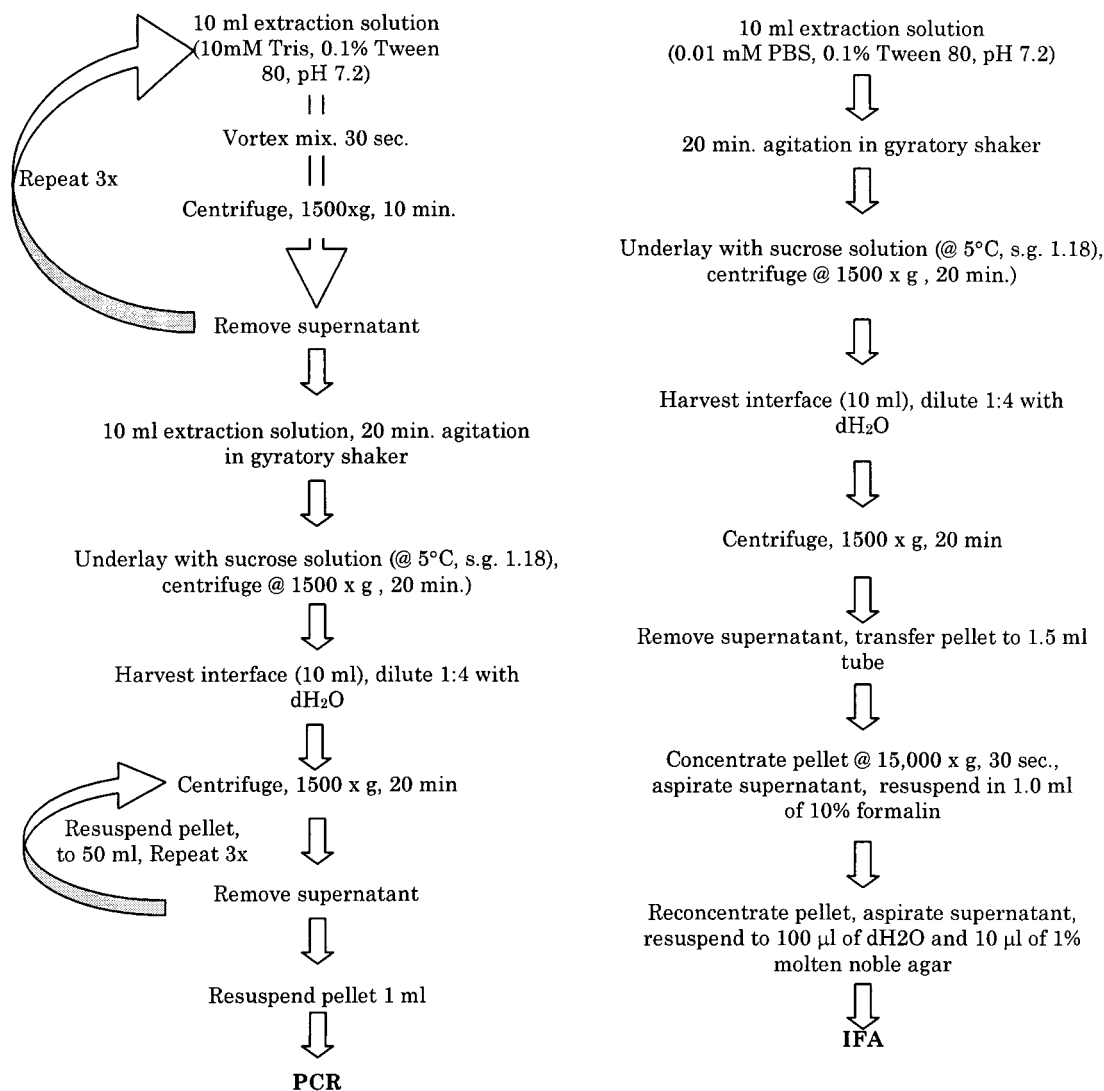 10 ml extraction solution
(10mM Tris, 0.1% Tween
80, pH 7.2)
Vortex mix. 30 sec.
Repeat 3x
Centrifuge, 1500xg, 10 min.
Remove supernatant
10 ml extraction solution, 20 min. agitation
in gyratory shaker
Underlay with sucrose solution (@ 5°C, s.g. 1.18),
centrifuge @ 1500 x g , 20 min.)
Harvest interface (10 ml), dilute 1:4 with
dH₂O
Centrifuge, 1500 x g, 20 min
Resuspend pellet,
to 50 ml, Repeat 3x
Remove supernatant
Resuspend pellet 1 ml
PCR
10 ml extraction solution
(0.01 mM PBS, 0.1% Tween 80, pH 7.2)
20 min. agitation in gyratory shaker
Underlay with sucrose solution (@ 5°C, s.g. 1.18),
centrifuge @ 1500 x g , 20 min.)
Harvest interface (10 ml), dilute 1:4 with
dH₂O
Centrifuge, 1500 x g, 20 min
Remove supernatant, transfer pellet to 1.5 ml
tube
Concentrate pellet @ 15,000 x g, 30 sec.,
aspirate supernatant, resuspend in 1.0 ml
of 10% formalin
Reconcentrate pellet, aspirate supernatant,
resuspend to 100 µl of dH2O and 10 µl of 1%
molten noble agar
IFA